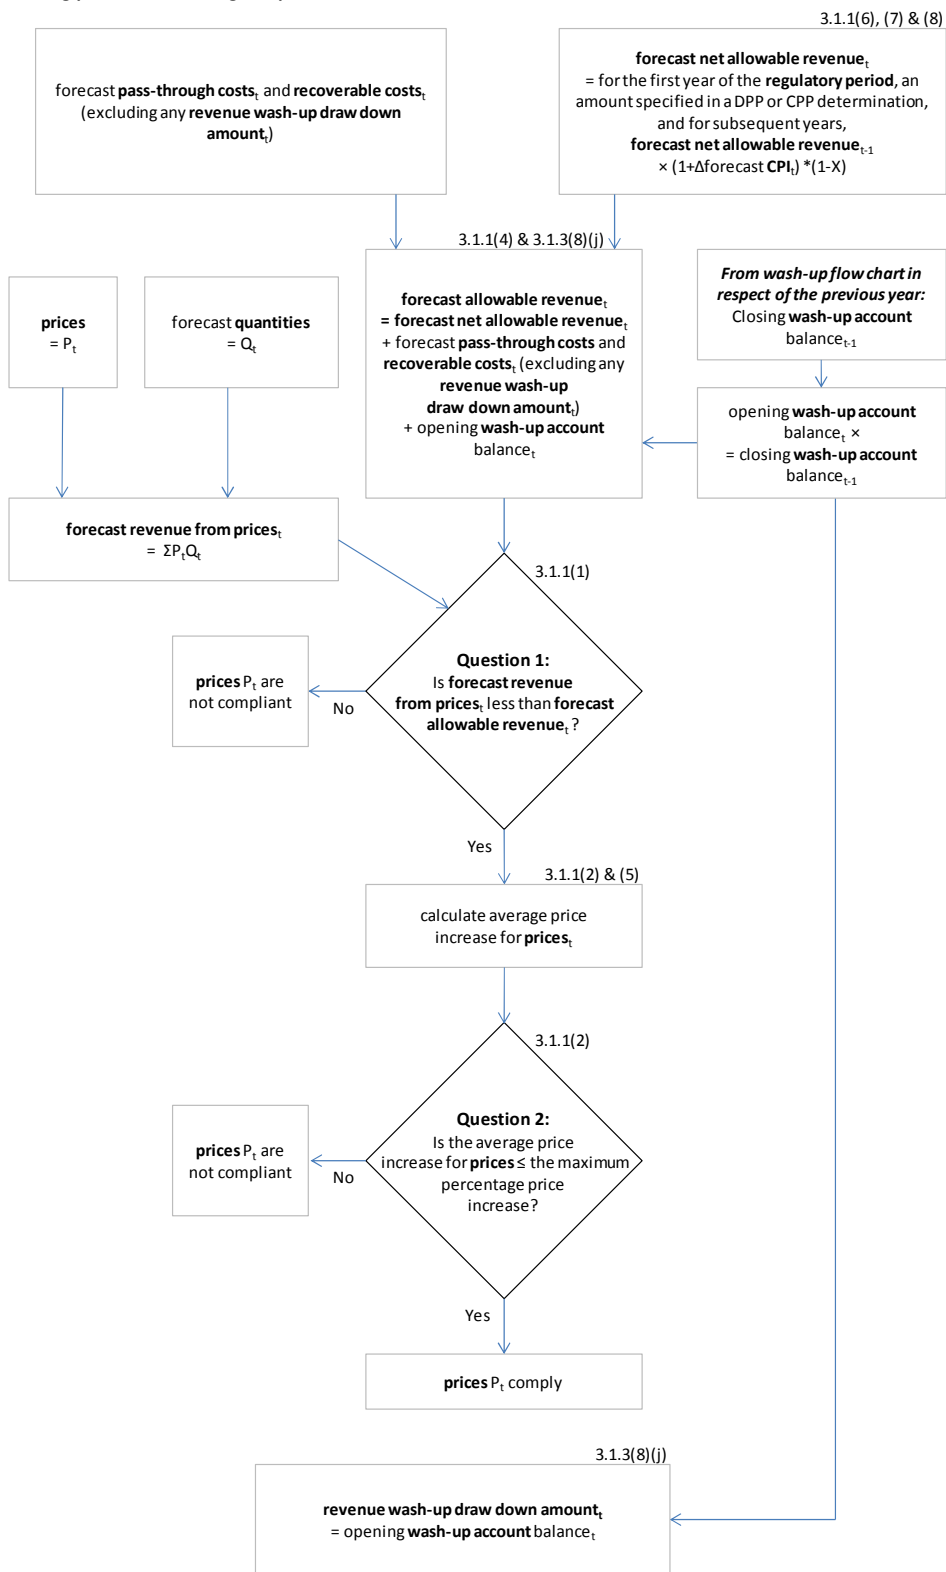 3.1.1(6), (7) & (8)
forecast pass-through costst and recoverable costst
(excluding any revenue wash-up draw down
amountt)
forecast net allowable revenuet
= for the first year of the regulatory period, an
amount specified in a DPP or CPP determination,
and for subsequent years,
forecast net allowable revenuet-1
× (1+Δforecast CPIt) *(1-X)
3.1.1(4) & 3.1.3(8)(j)
prices
= Pt
forecast quantities
= Qt
forecast allowable revenuet
= forecast net allowable revenuet
+ forecast pass-through costs and
recoverable costst (excluding any
revenue wash-up
draw down amountt)
+ opening wash-up account
balancet
From wash-up flow chart in
respect of the previous year:
Closing wash-up account
balancet-1
opening wash-up account
balancet ×
= closing wash-up account
balancet-1
forecast revenue from pricest
= ΣPtQt
3.1.1(1)
Question 1:
Is forecast revenue
from pricest less than forecast
allowable revenuet?
No
prices Pt are
not compliant
Yes
3.1.1(2) & (5)
calculate average price
increase for pricest
3.1.1(2)
Question 2:
Is the average price
increase for prices ≤ the maximum
percentage price
increase?
No
prices Pt are
not compliant
Yes
prices Pt comply
3.1.3(8)(j)
revenue wash-up draw down amountt
= opening wash-up account balancet